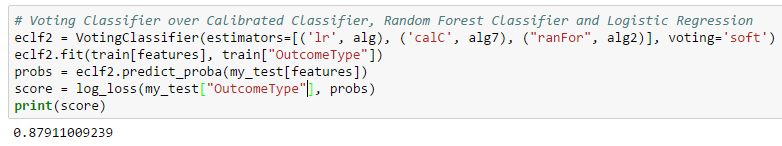 # Voting Classifier over Calibrated Classifier, Random Forest Classifier and Logistic Regression
eclf2 = VotingClassifier(estimators=[('lr', alg), ('calC', alg7), ("ranFor", alg2)], voting='soft')
eclf2.fit(train[features], train["OutcomeType"])
probs = eclf2.predict_proba(my_test[features])
score = log_loss(my_test["OutcomeType"], probs)
print(score)
0.87911009239